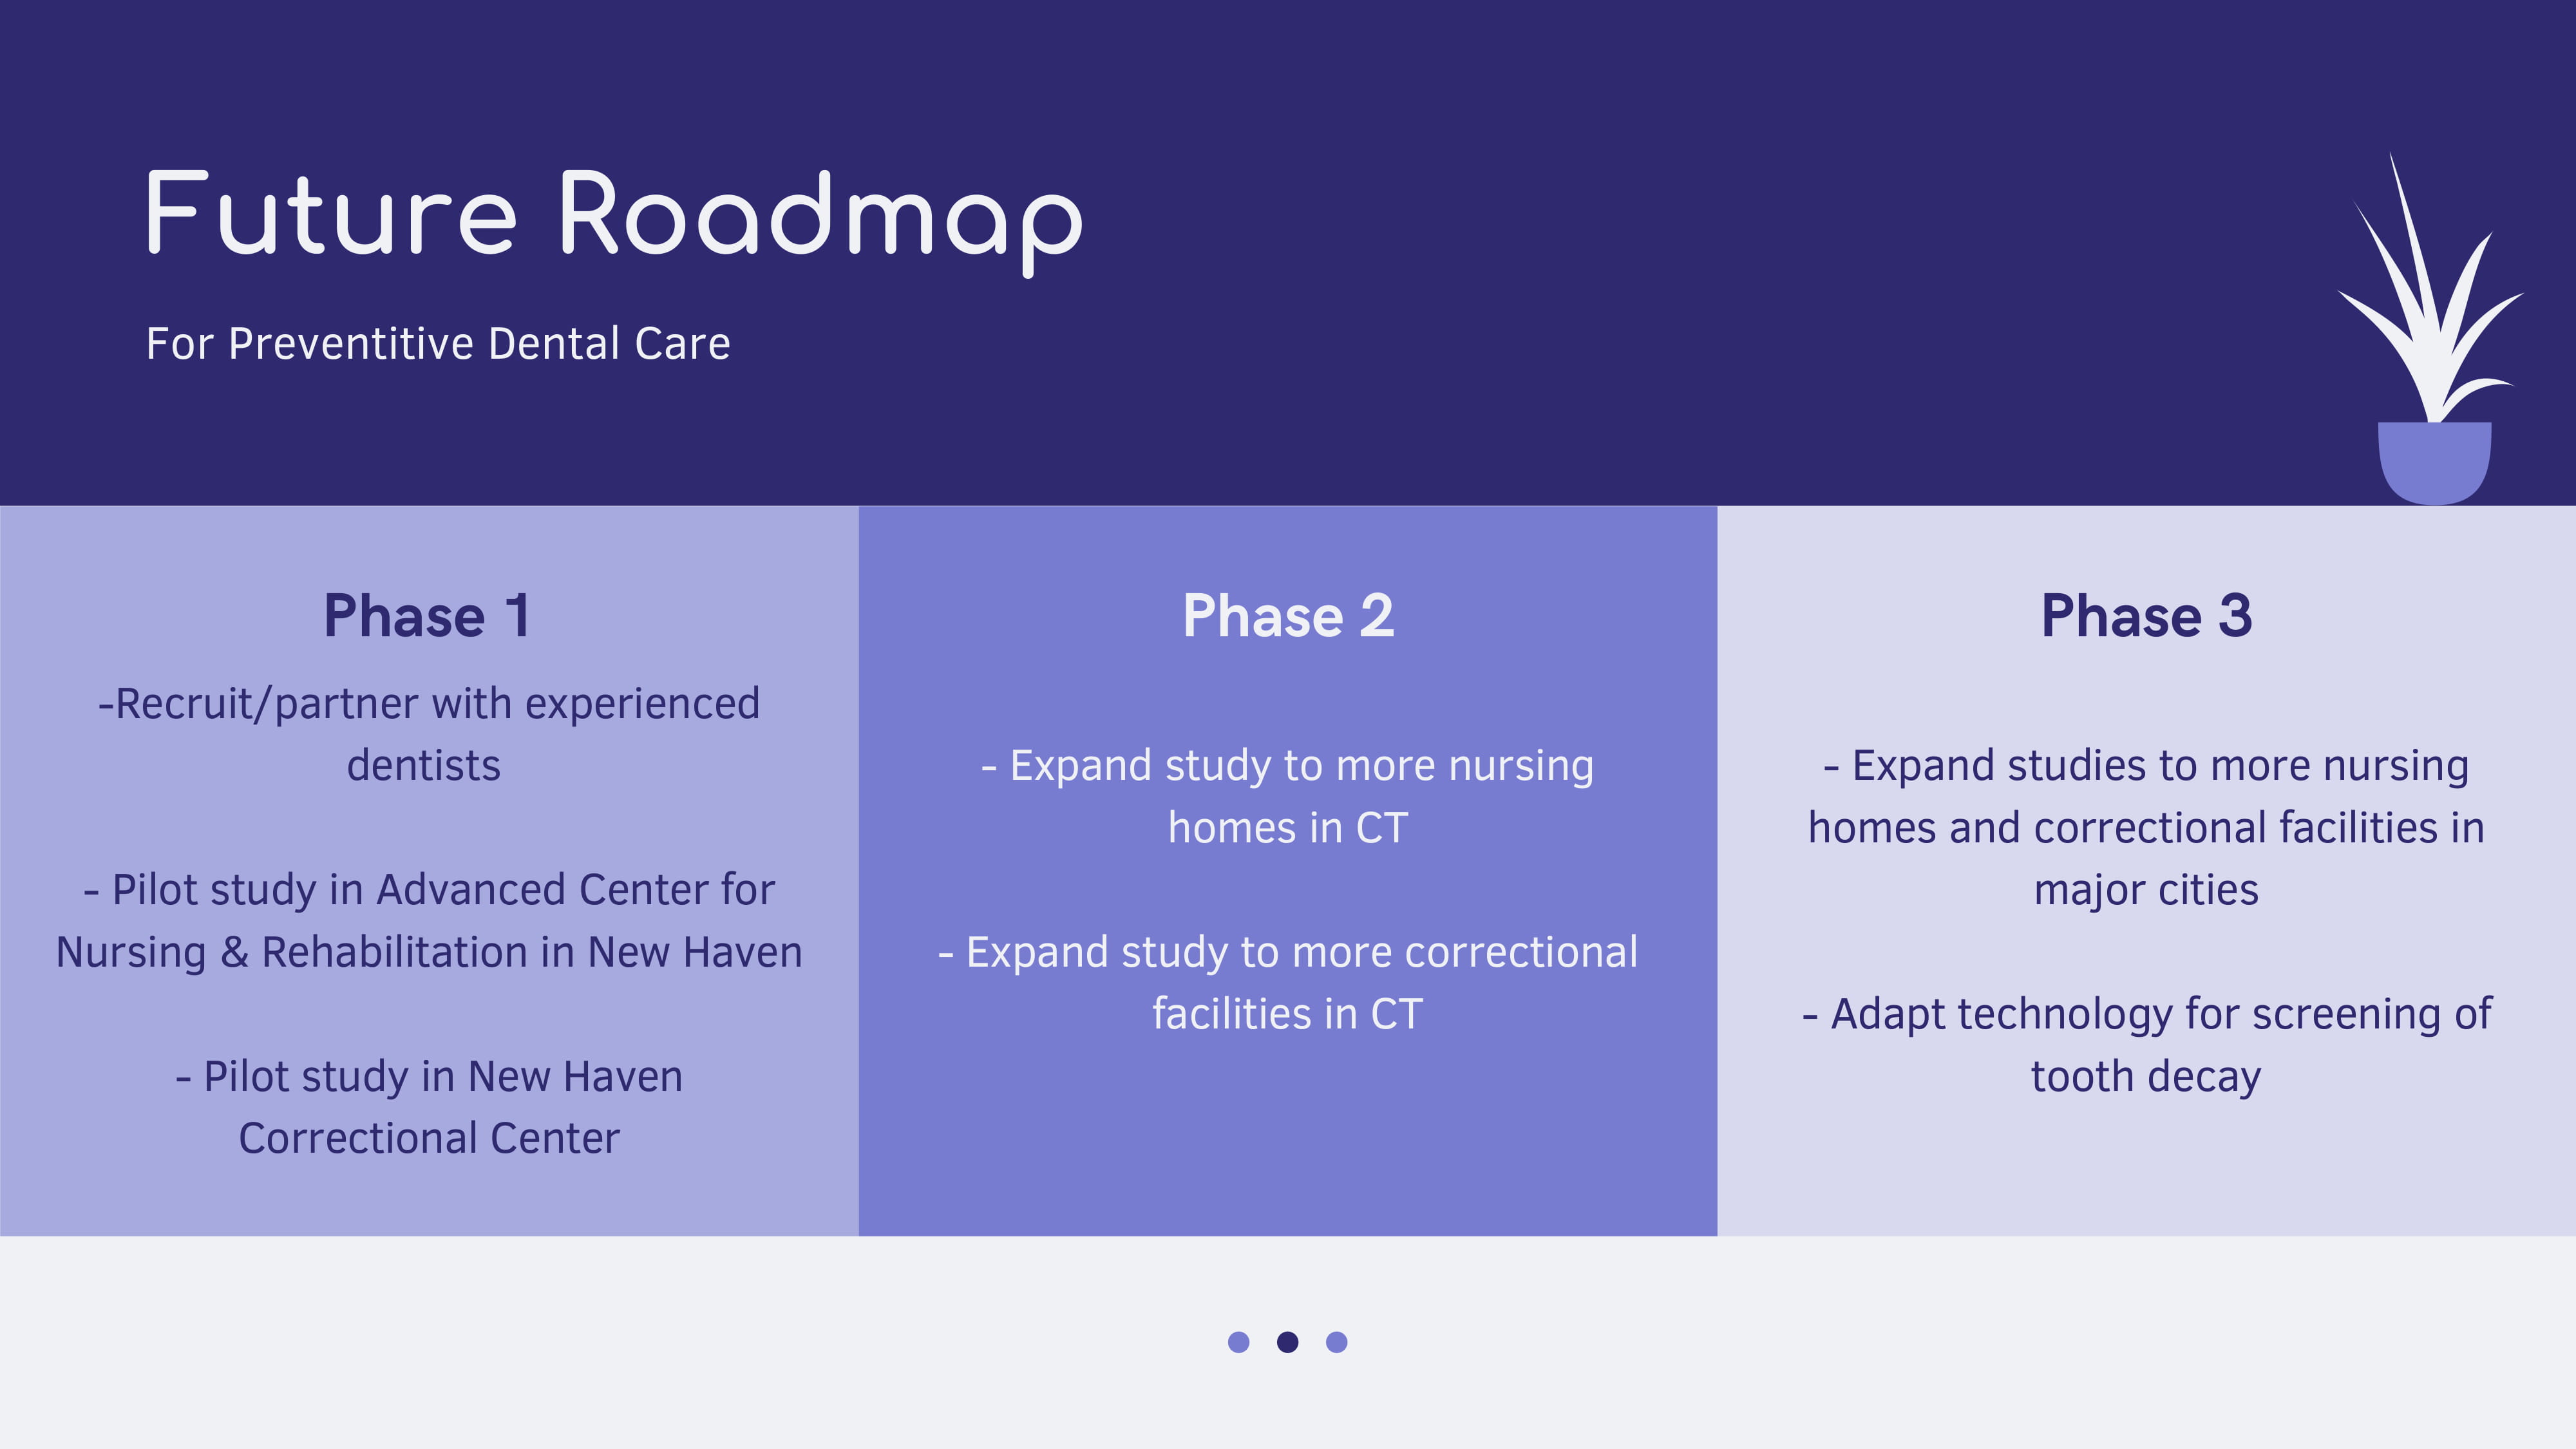 Future Roadmap
For Preventitive Dental Care
Phase 1
-Recruit/partner with experienced
dentists
- Pilot study in Advanced Center for
Nursing & Rehabilitation in New Haven
- Pilot study in New Haven
Correctional Center
Phase 2
- Expand study to more nursing
homes in CT
- Expand study to more correctional
facilities in CT
Phase 3
- Expand studies to more nursing
homes and correctional facilities in
major cities
- Adapt technology for screening of
tooth decay